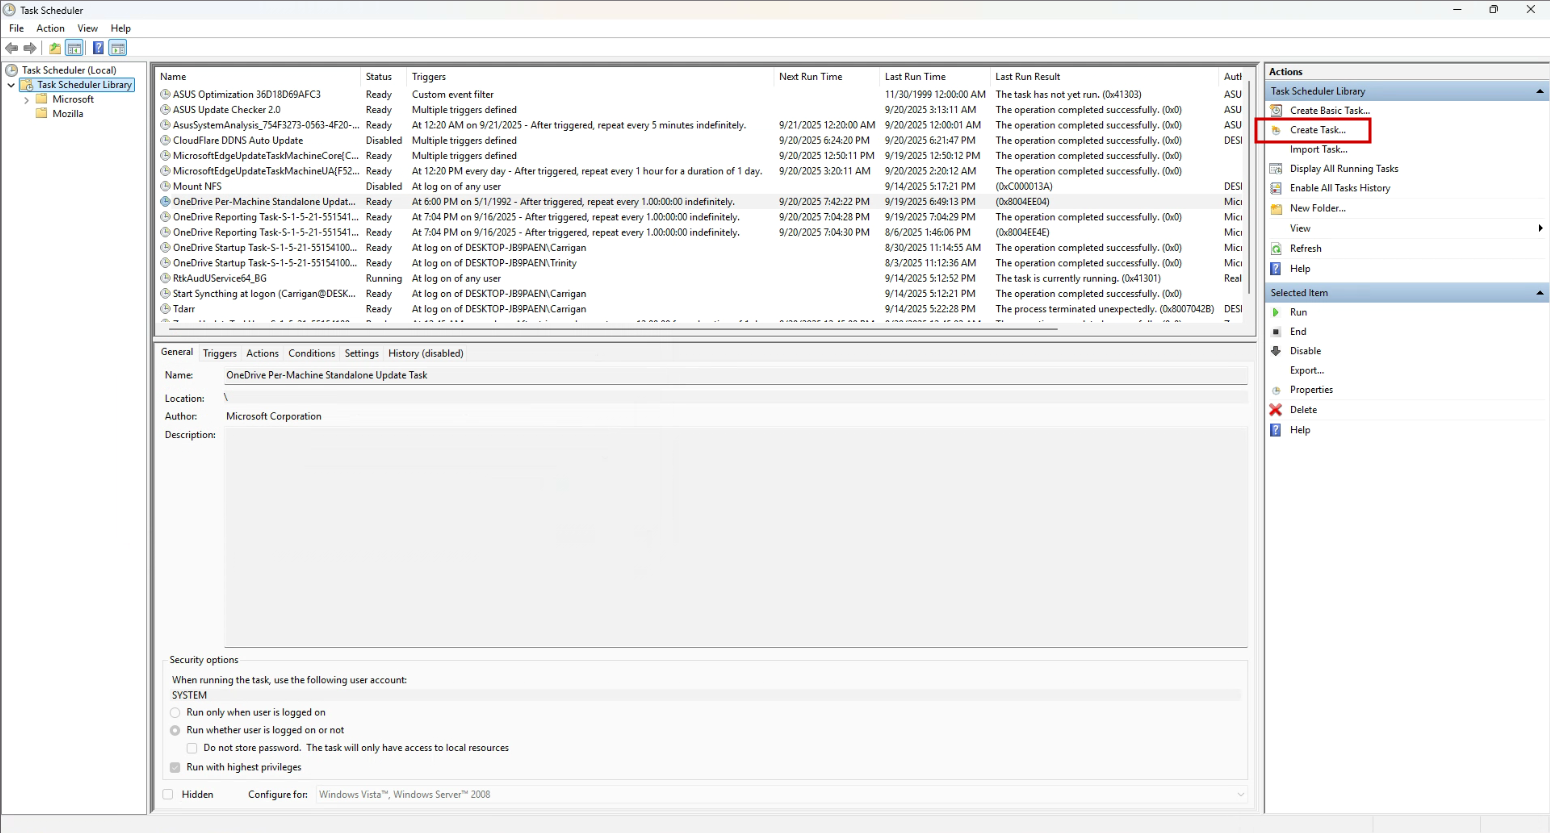 Task Scheduler
File Action View Help
Task Scheduler (Local)
Task Scheduler Library
Microsoft
Mozilla
Name Status Triggers Next Run Time Last Run Time Last Run Result Auth
ASUS Optimization 36D18D69AFC3 Ready Custom event filter 11/30/1999 12:00:00 AM The task has not yet run. (0x41303) ASU
ASUS Update Checker 2.0 Ready Multiple triggers defined 9/20/2025 3:13:11 AM The operation completed successfully. (0x0) ASU
AsusSystemAnalysis_754F3273-0563-4F20-... Ready At 12:20 AM on 9/21/2025 - After triggered, repeat every 5 minutes indefinitely. 9/21/2025 12:20:00 AM 9/20/2025 12:00:01 AM The operation completed successfully. (0x0) ASU
CloudFlare DDNS Auto Update Disabled Multiple triggers defined 9/20/2025 6:24:20 PM 9/20/2025 6:21:47 PM The operation completed successfully. (0x0) DESI
MicrosoftEdgeUpdateTaskMachineCore{C... Ready Multiple triggers defined 9/20/2025 12:50:11 PM 9/19/2025 12:50:12 PM The operation completed successfully. (0x0)
MicrosoftEdgeUpdateTaskMachineUA{F52... Ready At 12:20 PM every day - After triggered, repeat every 1 hour for a duration of 1 day. 9/20/2025 3:20:11 AM 9/20/2025 2:20:12 AM The operation completed successfully. (0x0)
Mount NFS Disabled At log on of any user 9/14/2025 5:17:21 PM (0xC000013A) DESI
OneDrive Per-Machine Standalone Updat... Ready At 6:00 PM on 5/1/1992 - After triggered, repeat every 1.00:00:00 indefinitely. 9/20/2025 7:42:22 PM 9/19/2025 6:49:13 PM (0x8004EE04) Micr
OneDrive Reporting Task-S-1-5-21-551541... Ready At 7:04 PM on 9/16/2025 - After triggered, repeat every 1.00:00:00 indefinitely. 9/20/2025 7:04:28 PM 9/19/2025 7:04:29 PM The operation completed successfully. (0x0) Micr
OneDrive Reporting Task-S-1-5-21-551541... Ready At 7:04 PM on 9/16/2025 - After triggered, repeat every 1.00:00:00 indefinitely. 9/20/2025 7:04:30 PM 8/6/2025 1:46:06 PM (0x8004EE4E) Micr
OneDrive Startup Task-S-1-5-21-55154100... Ready At log on of DESKTOP-JB9PAEN\Carrigan 8/30/2025 11:14:55 AM The operation completed successfully. (0x0) Micr
OneDrive Startup Task-S-1-5-21-55154100... Ready At log on of DESKTOP-JB9PAEN\Trinity 8/3/2025 11:12:36 AM The operation completed successfully. (0x0) Micr
RtkAudUService64_BG Running At log on of any user 9/14/2025 5:12:52 PM The task is currently running. (0x41301) Real
Start Syncthing at logon (Carrigan@DESK... Ready At log on of DESKTOP-JB9PAEN\Carrigan 9/14/2025 5:12:21 PM The operation completed successfully. (0x0)
Tdarr Ready At log on of DESKTOP-JB9PAEN\Carrigan 9/14/2025 5:22:28 PM The process terminated unexpectedly. (0x8007042B) DESI
General Triggers Actions Conditions Settings History (disabled)
Name: OneDrive Per-Machine Standalone Update Task
Location: \
Author: Microsoft Corporation
Description:
Security options
When running the task, use the following user account:
SYSTEM
Run only when user is logged on
Run whether user is logged on or not
Do not store password. The task will only have access to local resources
Run with highest privileges
Hidden Configure for: Windows Vista™, Windows Server™ 2008
Actions
Task Scheduler Library
Create Basic Task...
Create Task...
Import Task...
Display All Running Tasks
Enable All Tasks History
New Folder...
View
Refresh
Help
Selected Item
Run
End
Disable
Export...
Properties
Delete
Help